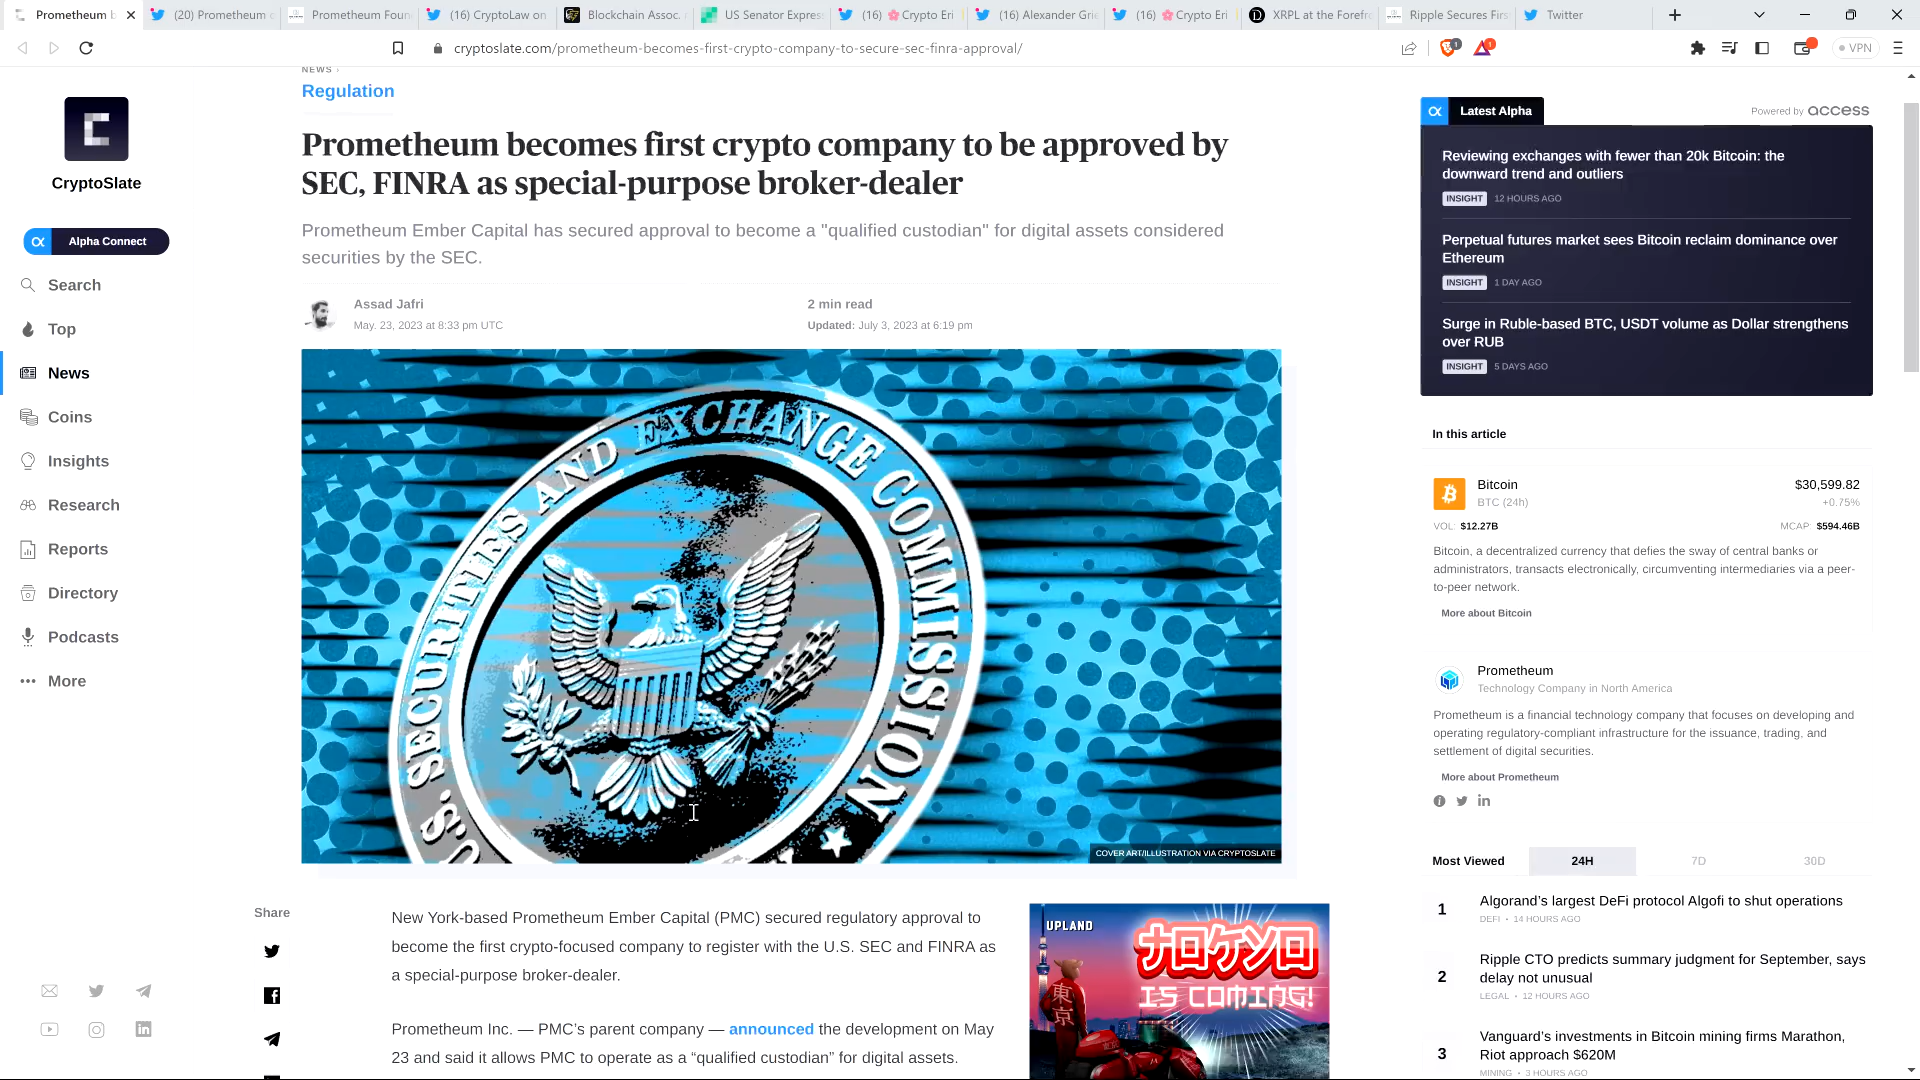 Prometheum b
(20) Prometheum
Prometheum Foun
(16) CryptoLaw on
Blockchain Assoc.
US Senator Express
(16) 🌸Crypto Eri
(16) Alexander Grie
(16) 🌸Crypto Eri
XRPL at the Forefro
Ripple Secures Firs
Twitter
cryptoslate.com/prometheum-becomes-first-crypto-company-to-secure-sec-finra-approval/
VPN
CryptoSlate
Alpha Connect
Search
Top
News
Coins
Insights
Research
Reports
Directory
Podcasts
More
NEWS ›
Regulation
Prometheum becomes first crypto company to be approved by
SEC, FINRA as special-purpose broker-dealer
Prometheum Ember Capital has secured approval to become a "qualified custodian" for digital assets considered
securities by the SEC.
Assad Jafri
May. 23, 2023 at 8:33 pm UTC
2 min read
Updated: July 3, 2023 at 6:19 pm
U.S. SECURITIES AND EXCHANGE COMMISSION
COVER ART/ILLUSTRATION VIA CRYPTOSLATE
Share
New York-based Prometheum Ember Capital (PMC) secured regulatory approval to
become the first crypto-focused company to register with the U.S. SEC and FINRA as
a special-purpose broker-dealer.
Prometheum Inc. — PMC’s parent company — announced the development on May
23 and said it allows PMC to operate as a “qualified custodian” for digital assets.
UPLAND
ナロケソロ
IS COMING!
東京
Latest Alpha
Powered by access
Reviewing exchanges with fewer than 20k Bitcoin: the
downward trend and outliers
INSIGHT 12 HOURS AGO
Perpetual futures market sees Bitcoin reclaim dominance over
Ethereum
INSIGHT 1 DAY AGO
Surge in Ruble-based BTC, USDT volume as Dollar strengthens
over RUB
INSIGHT 5 DAYS AGO
In this article
Bitcoin $30,599.82
BTC (24h) +0.75%
VOL: $12.27B MCAP: $594.46B
Bitcoin, a decentralized currency that defies the sway of central banks or
administrators, transacts electronically, circumventing intermediaries via a peer-
to-peer network.
More about Bitcoin
Prometheum
Technology Company in North America
Prometheum is a financial technology company that focuses on developing and
operating regulatory-compliant infrastructure for the issuance, trading, and
settlement of digital securities.
More about Prometheum
Most Viewed 24H 7D 30D
1 Algorand’s largest DeFi protocol Algofi to shut operations
DEFI • 14 HOURS AGO
2 Ripple CTO predicts summary judgment for September, says
delay not unusual
LEGAL • 12 HOURS AGO
3 Vanguard’s investments in Bitcoin mining firms Marathon,
Riot approach $620M
MINING • 3 HOURS AGO